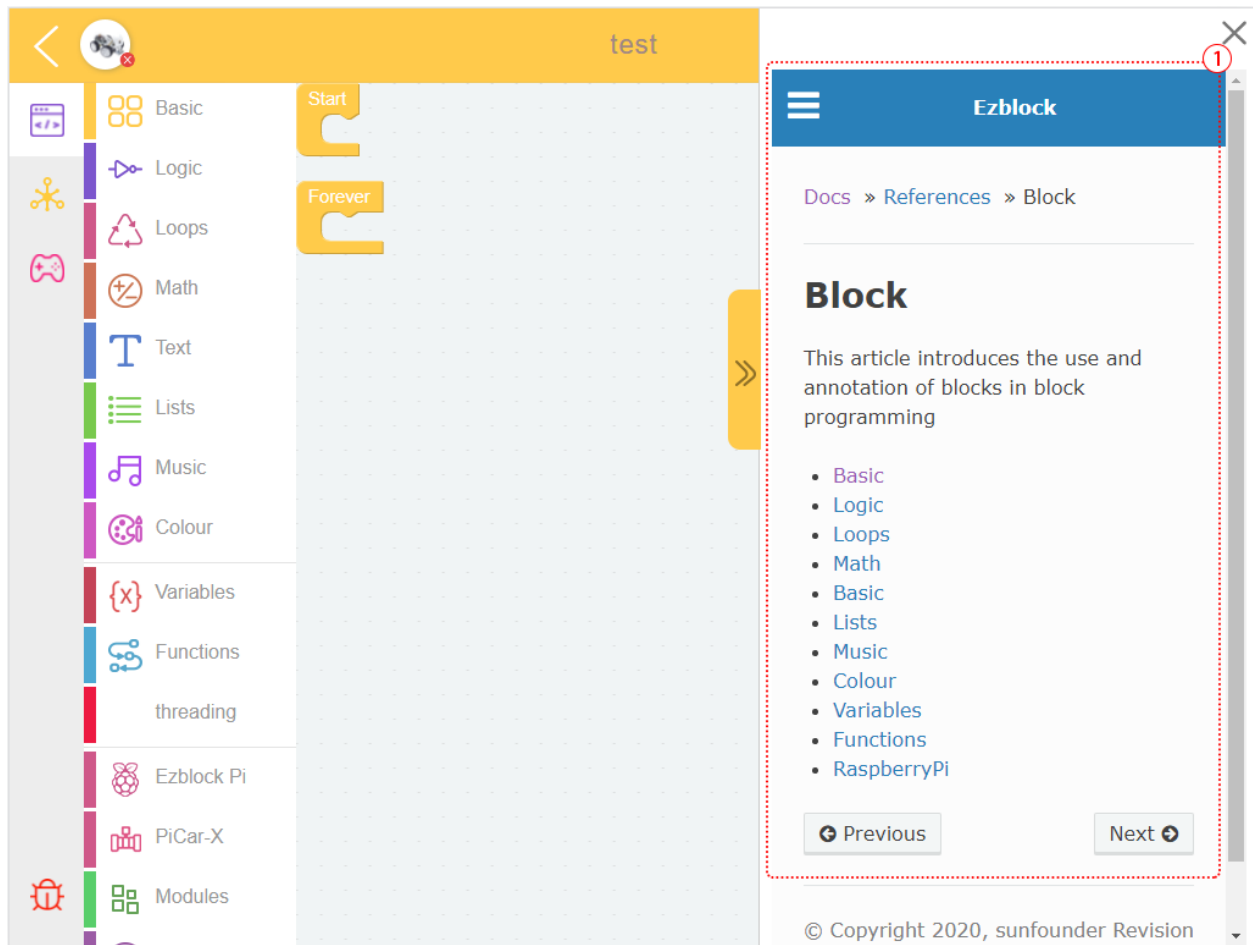 test
Basic
Logic
Loops
Math
Text
Lists
Music
Colour
Variables
Functions
threading
Ezblock Pi
PiCar-X
Modules
Start
Forever
1
Ezblock
Docs » References » Block
Block
This article introduces the use and
annotation of blocks in block
programming
Basic
Logic
Loops
Math
Basic
Lists
Music
Colour
Variables
Functions
RaspberryPi
Previous Next
© Copyright 2020, sunfounder Revision